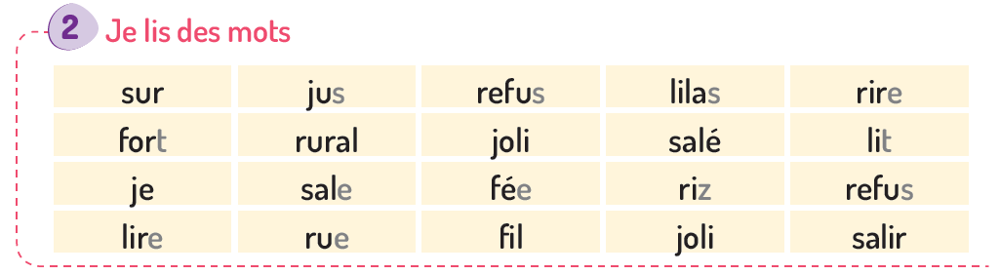 2 Je lis des mots
sur jus refus lilas rire
fort rural joli salé lit
je sale fée riz refus
lire rue fil joli salir